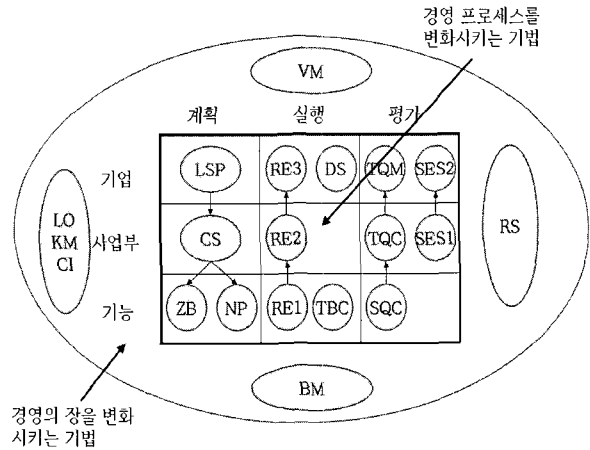 경영 프로세스를
변화시키는 기법
VM
계획 실행 평가
기업 LSP RE3 DS TQM SES2
LO
KM
CI
사업부 CS RE2 TQC SES1
RS
기능 ZB NP RE1 TBC SQC
BM
경영의 장을 변화
시키는 기법